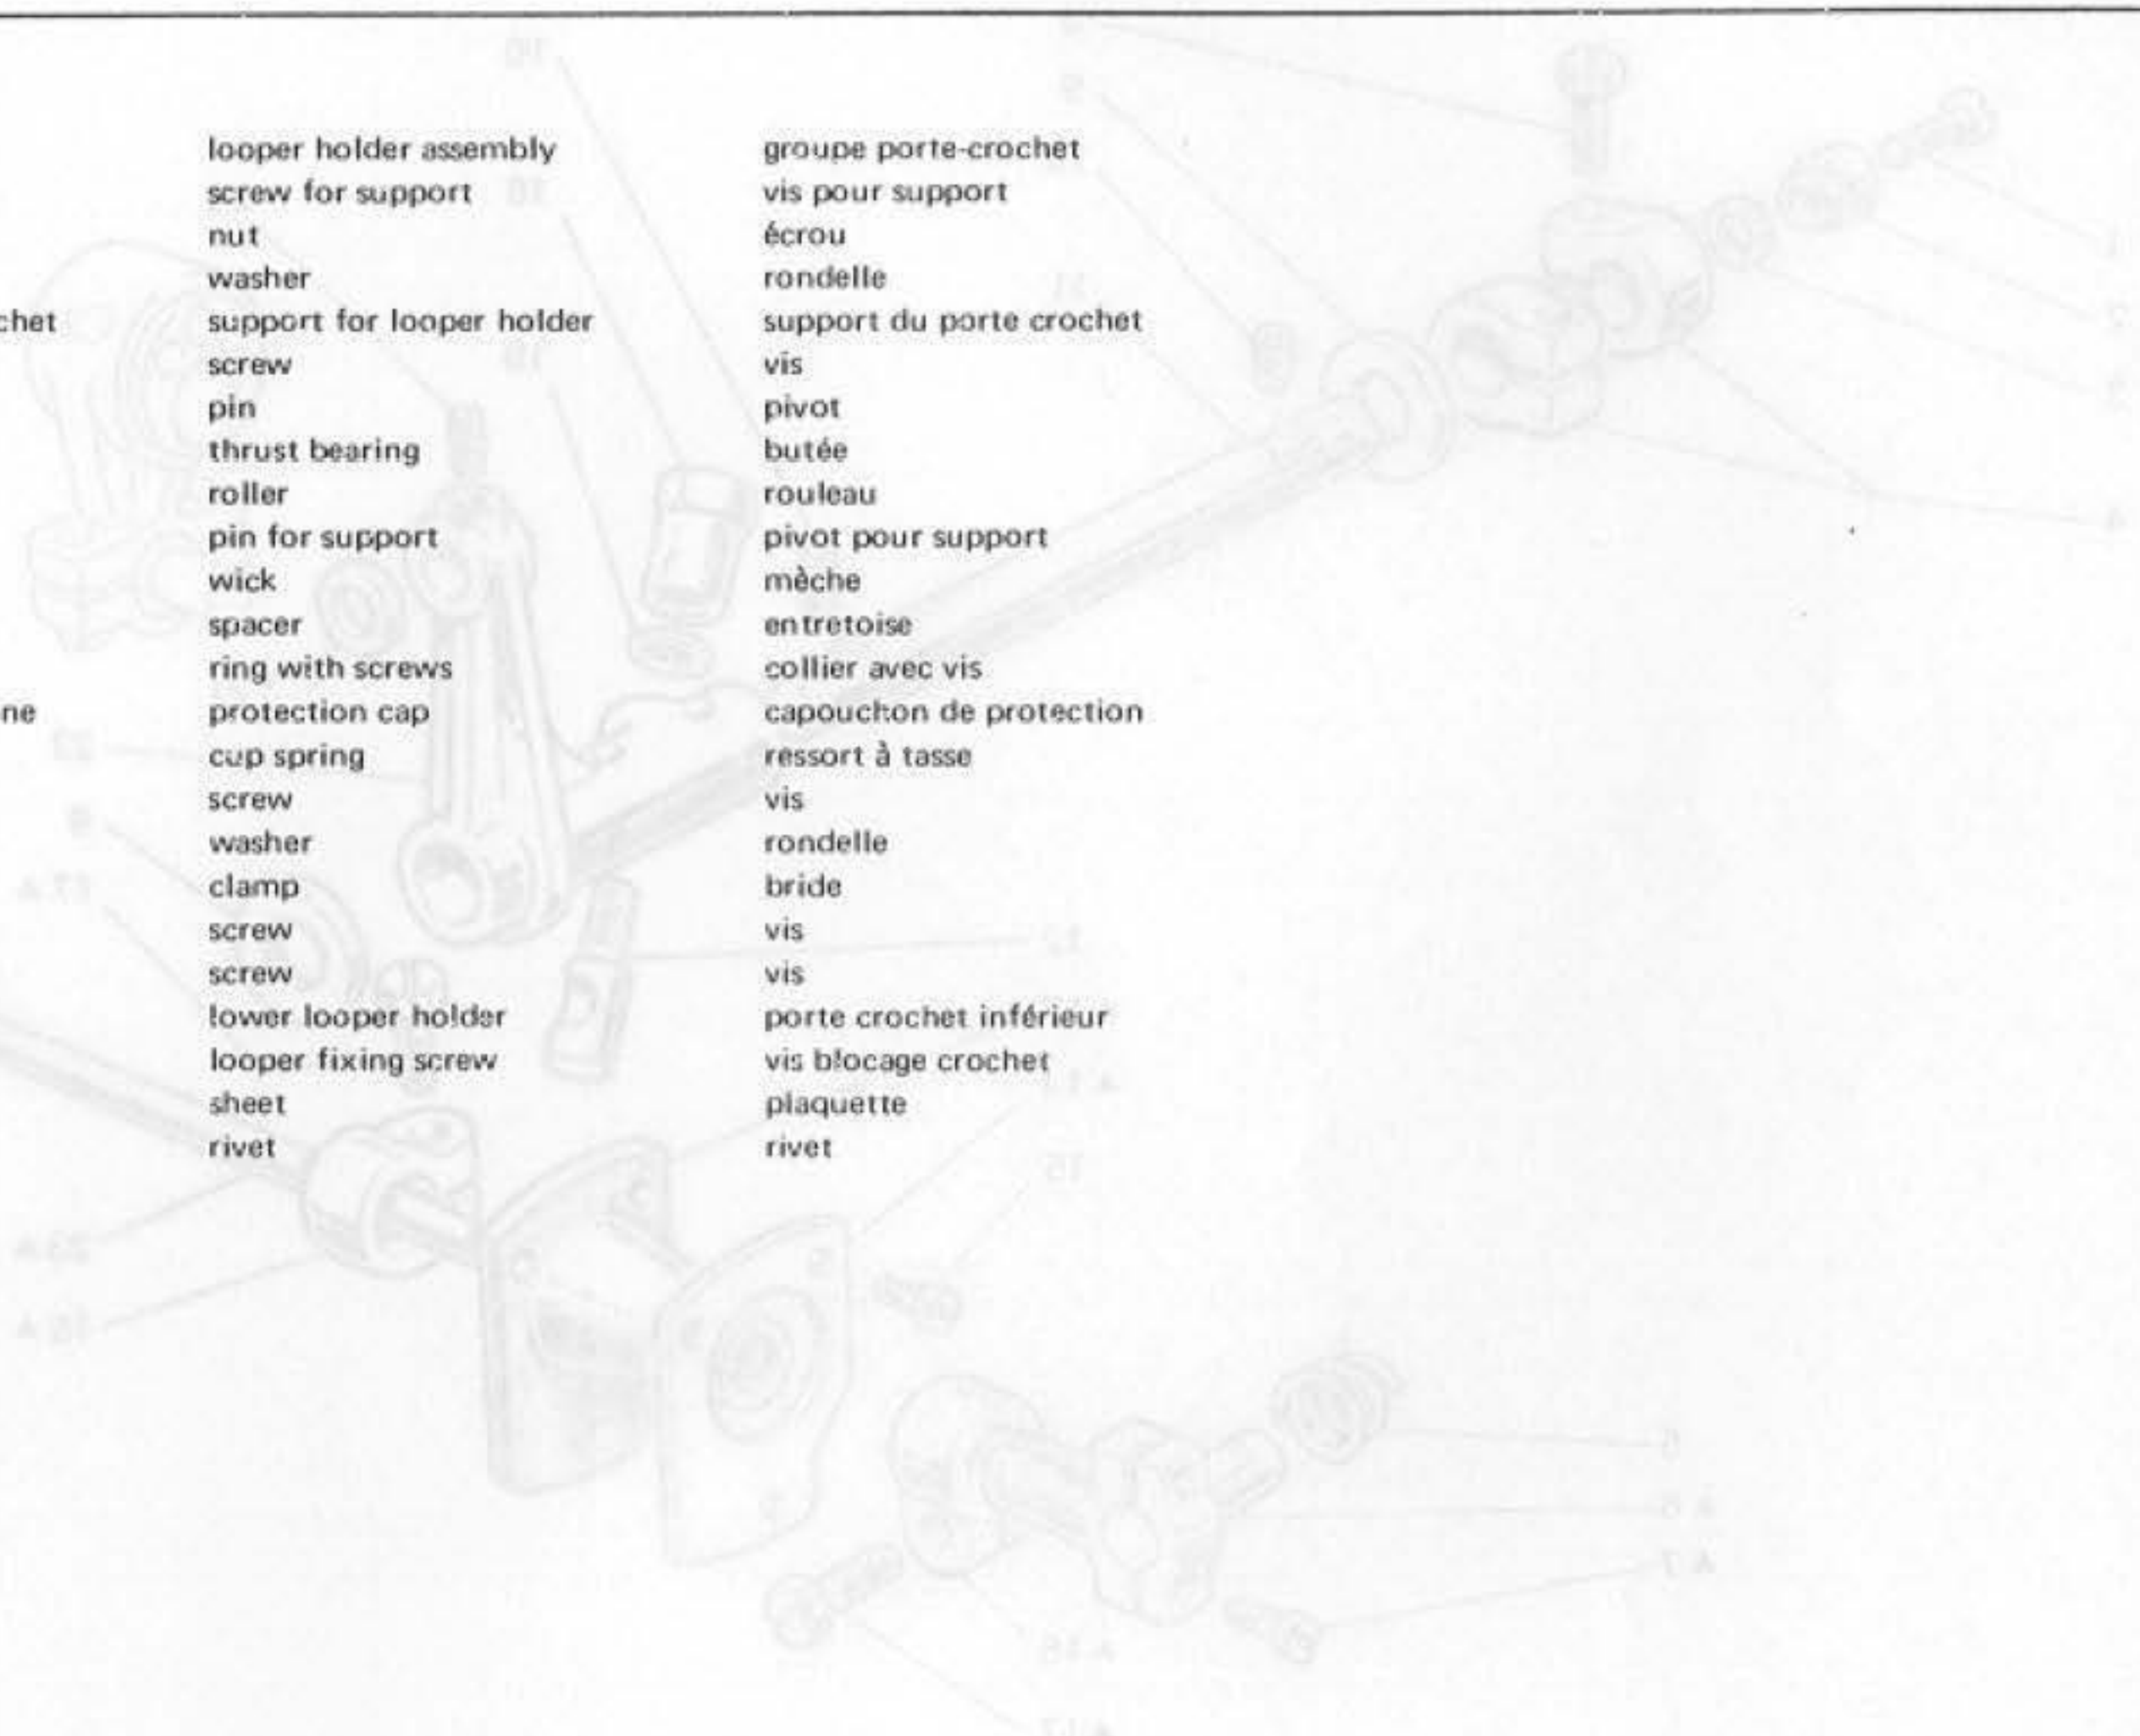 looper holder assembly groupe porte-crochet
screw for support vis pour support
nut écrou
washer rondelle
chet support for looper holder support du porte crochet
screw vis
pin pivot
thrust bearing butée
roller rouleau
pin for support pivot pour support
wick mèche
spacer entretoise
ring with screws collier avec vis
ne protection cap capouchon de protection
cup spring ressort à tasse
screw vis
washer rondelle
clamp bride
screw vis
screw vis
lower looper holder porte crochet inférieur
looper fixing screw vis blocage crochet
sheet plaquette
rivet rivet